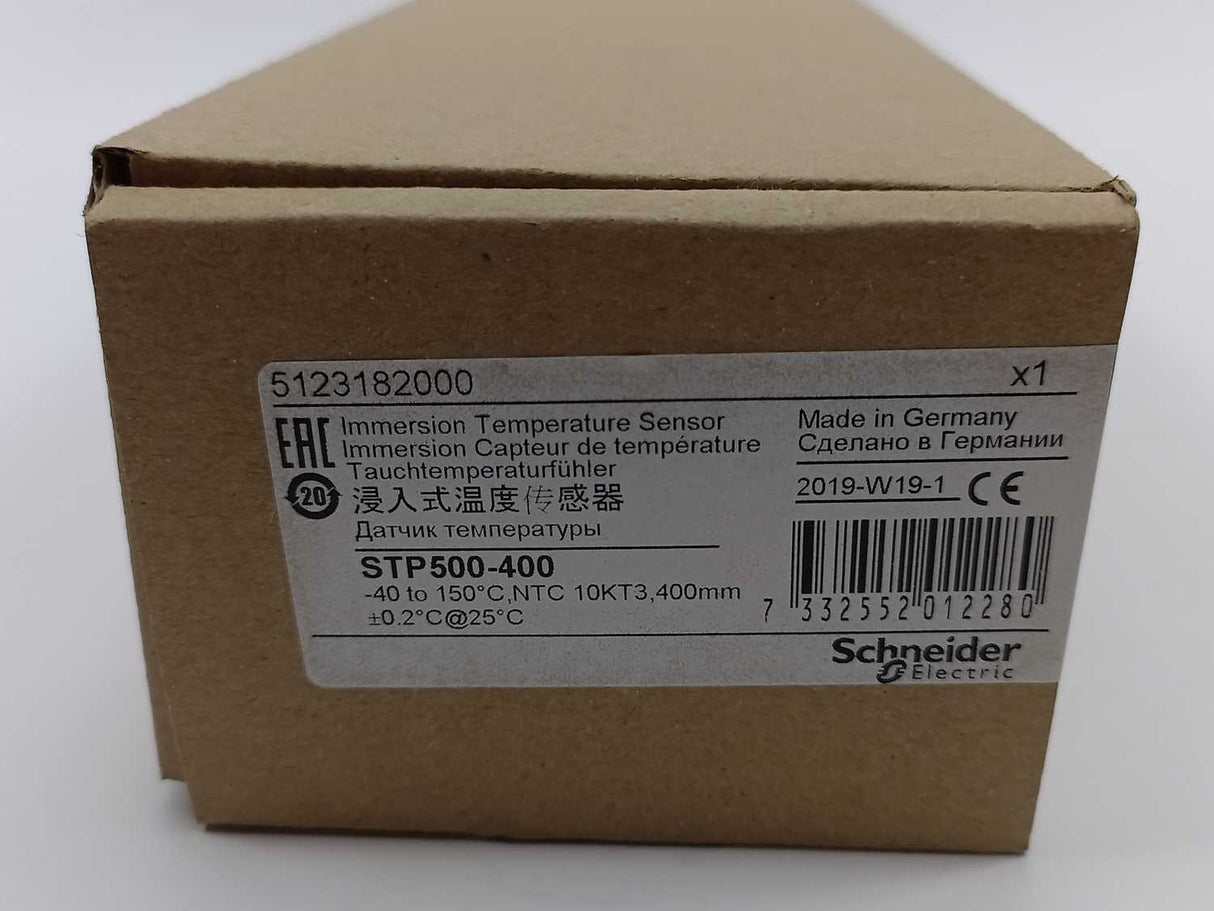 5123182000
x1
EAC
Immersion Temperature Sensor
Immersion Capteur de température
Tauchtemperaturfühler
20
浸入式温度传感器
Датчик температуры
STP500-400
-40 to 150°C,NTC 10KT3,400mm
±0.2°C@25°C
Made in Germany
Сделано в Германии
2019-W19-1 CE
7 332552 012280
Schneider
Electric